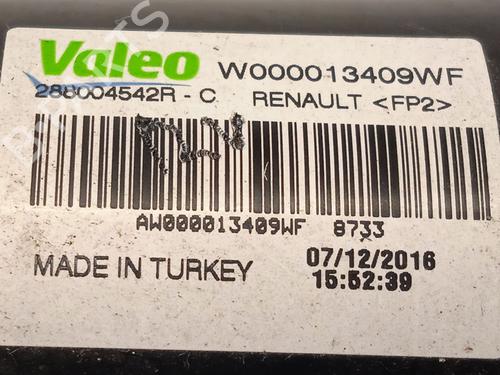 Valeo W000013409WF
288004542R - C RENAULT <FP2>
AW000013409WF 8733
MADE IN TURKEY 07/12/2016
15:52:39